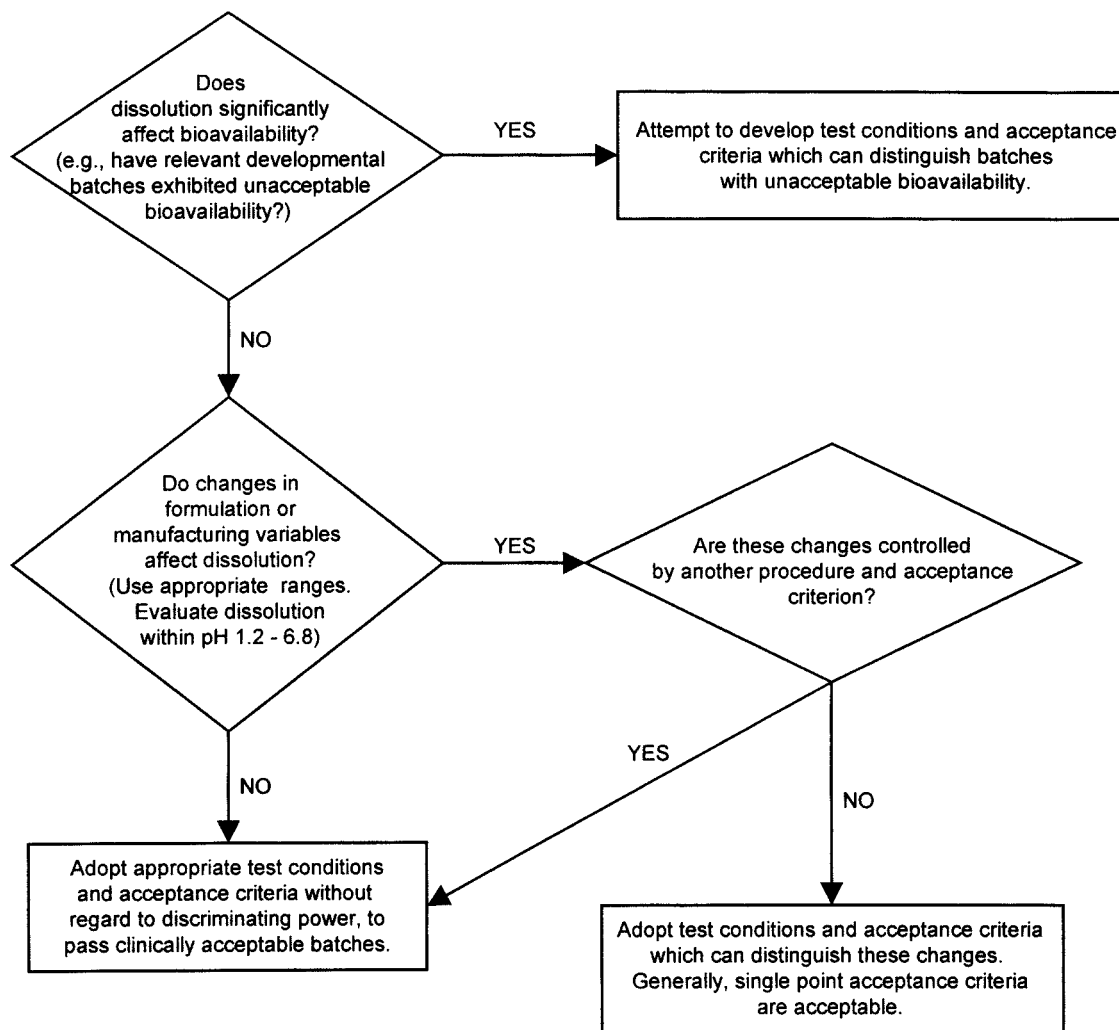 Does
dissolution significantly
affect bioavailability?
(e.g., have relevant developmental
batches exhibited unacceptable
bioavailability?)
YES
Attempt to develop test conditions and acceptance
criteria which can distinguish batches
with unacceptable bioavailability.
NO
Do changes in
formulation or
manufacturing variables
affect dissolution?
(Use appropriate ranges.
Evaluate dissolution
within pH 1.2 - 6.8)
YES
Are these changes controlled
by another procedure and acceptance
criterion?
YES
NO
NO
Adopt appropriate test conditions
and acceptance criteria without
regard to discriminating power, to
pass clinically acceptable batches.
Adopt test conditions and acceptance criteria
which can distinguish these changes.
Generally, single point acceptance criteria
are acceptable.